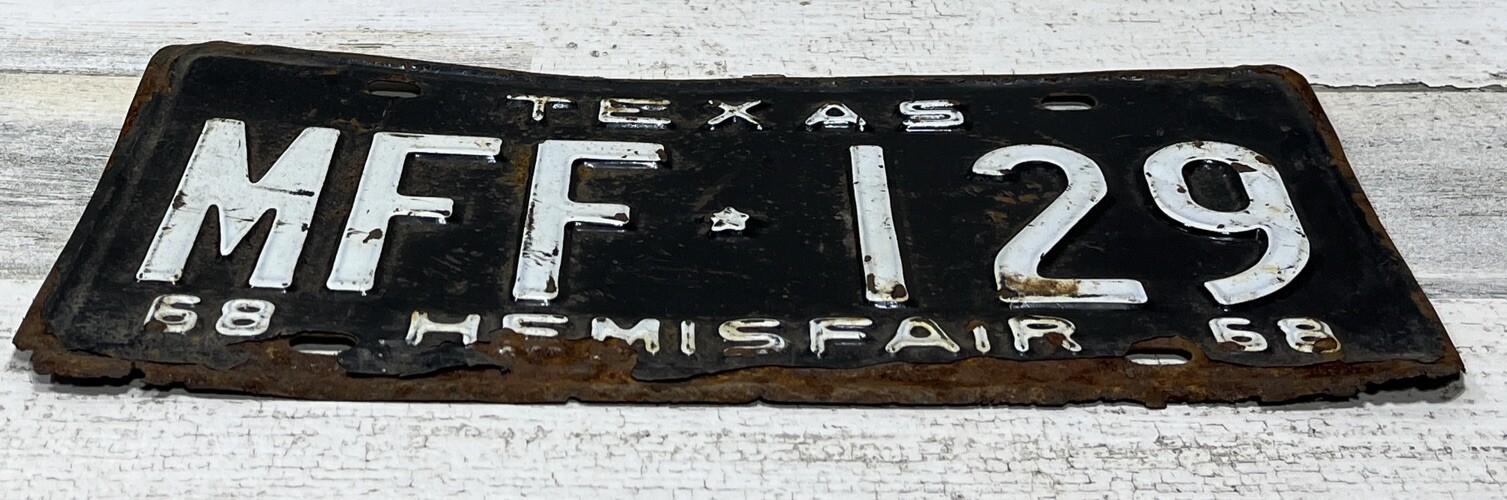 TEXAS
MFF★129
68 HEMISFAIR 68